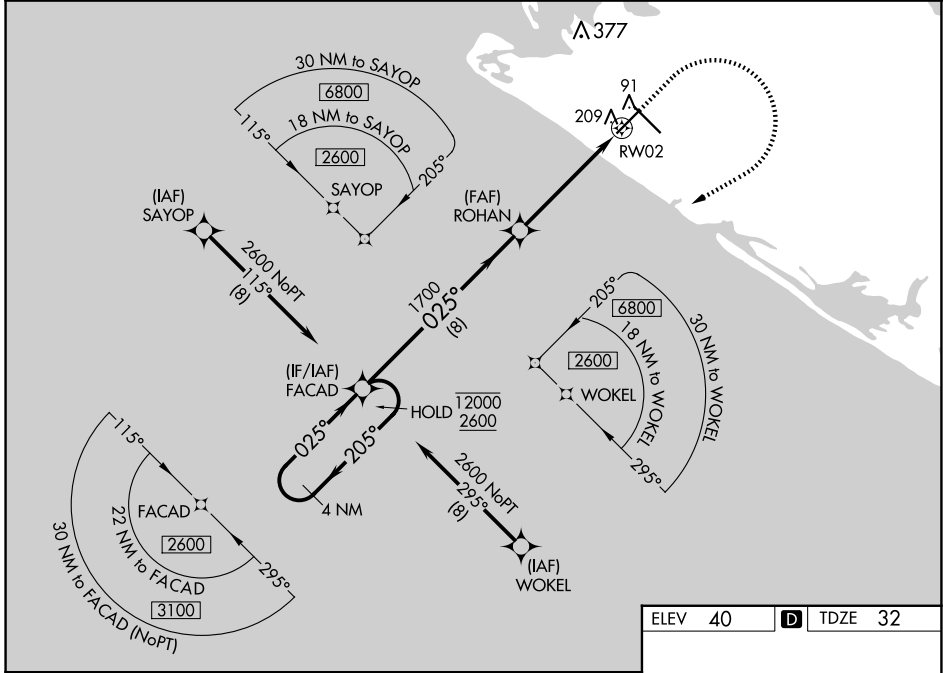 377
30 NM to SAYOP
6800
115°
18 NM to SAYOP
2600
205°
SAYOP
91
209
RW02
(IAF)
SAYOP
2600 NoPT
115°
(8)
(FAF)
ROHAN
1700
025°
(8)
(IF/IAF)
FACAD
HOLD
12000
2600
025°
205°
4 NM
205°
6800
30 NM to WOKEL
18 NM to WOKEL
2600
WOKEL
295°
2600 NoPT
295°
(8)
(IAF)
WOKEL
115°
FACAD
2600
22 NM to FACAD
295°
3100
30 NM to FACAD (NoPT)
ELEV 40 D TDZE 32